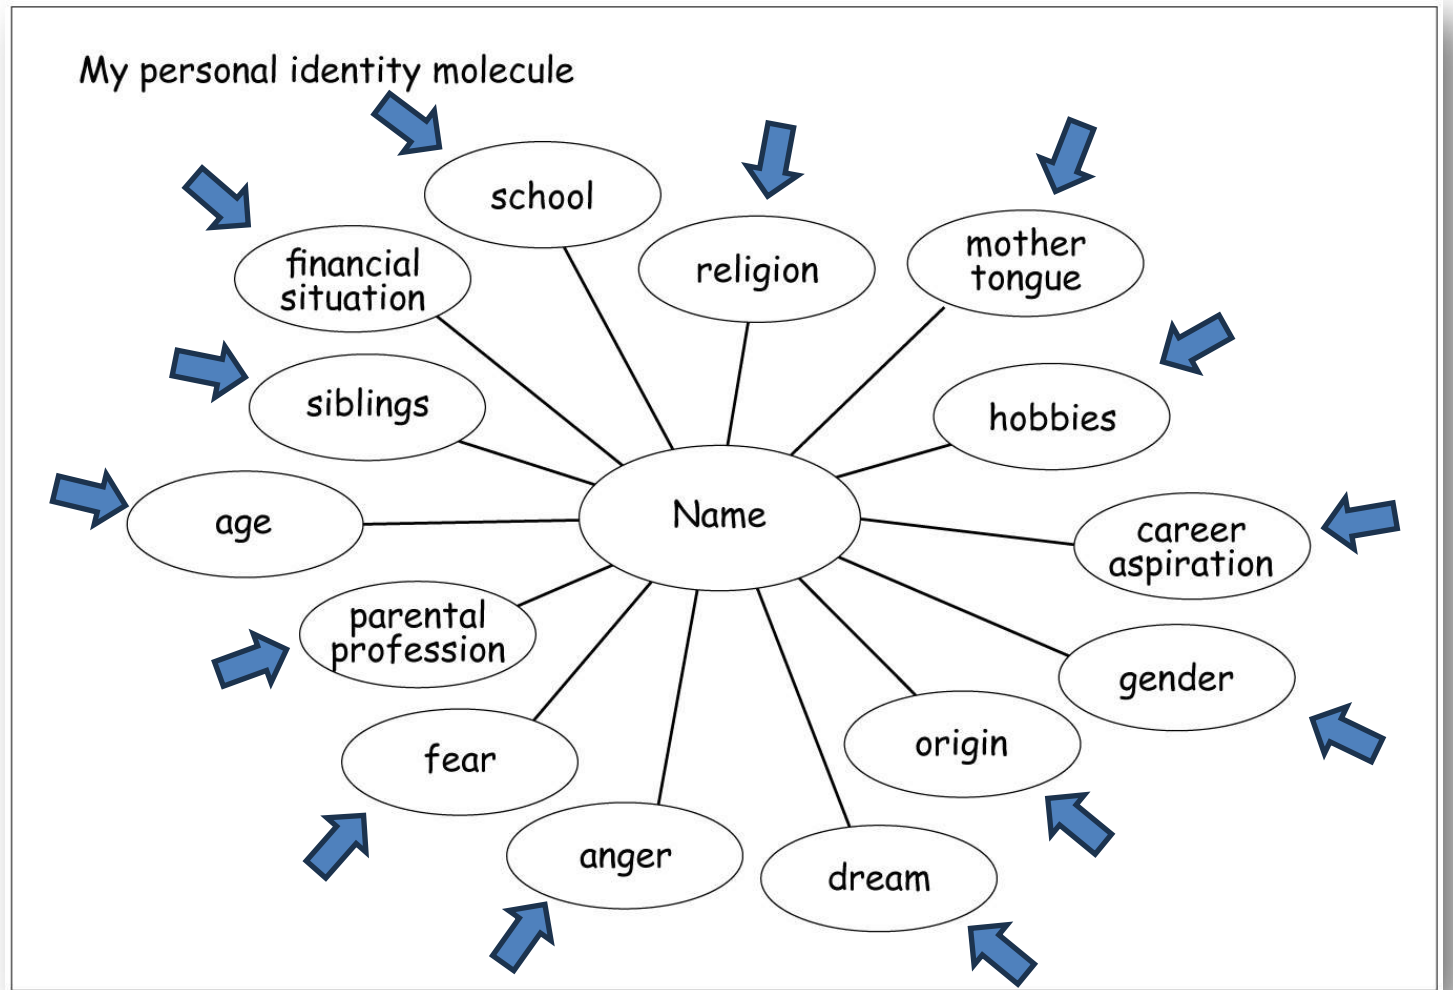 My personal identity molecule
school
religion
mother
tongue
financial
situation
siblings
hobbies
age
Name
career
aspiration
parental
profession
gender
fear
origin
anger
dream